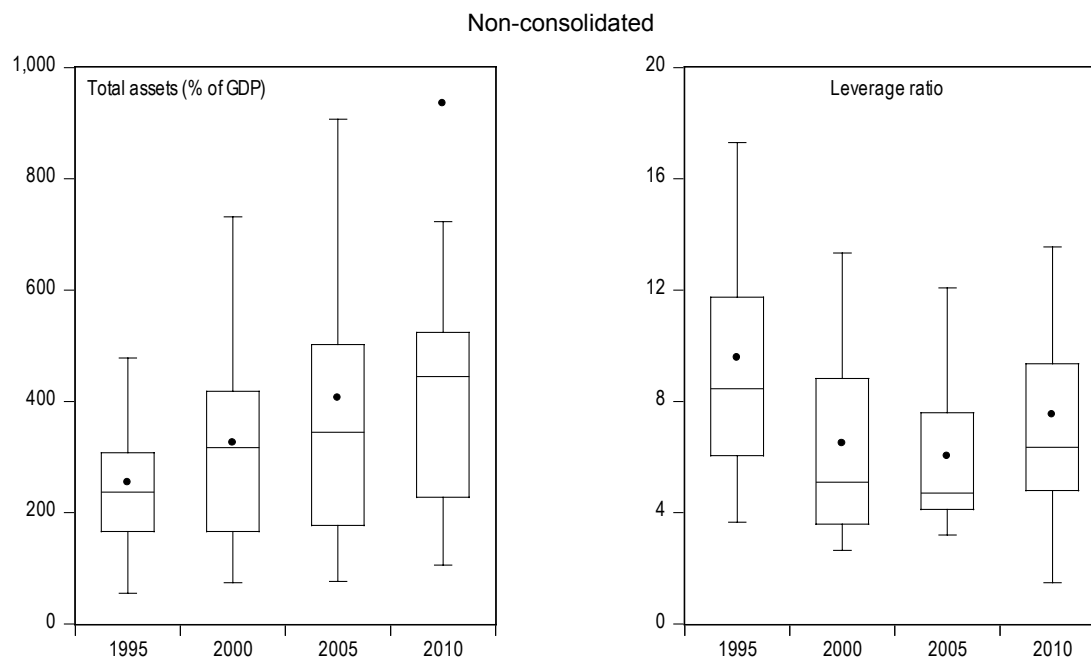 Non-consolidated
Total assets (% of GDP)
1,000
800
600
400
200
0
1995 2000 2005 2010
Leverage ratio
20
16
12
8
4
0
1995 2000 2005 2010